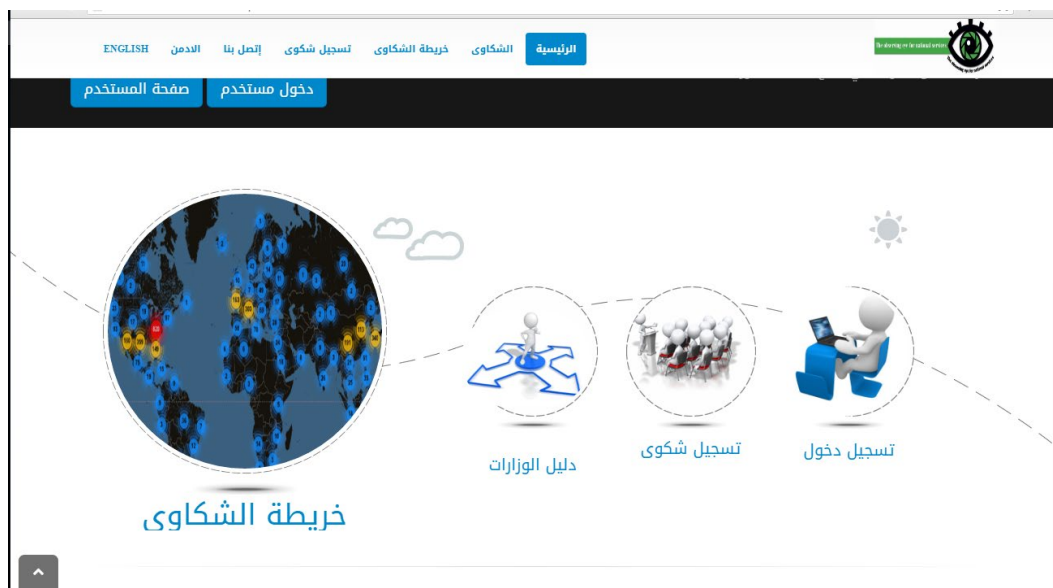 الرئيسية
الشكاوى
خريطة الشكاوى
تسجيل شكوى
إتصل بنا
الادمن
ENGLISH
دخول مستخدم
صفحة المستخدم
تسجيل دخول
تسجيل شكوى
دليل الوزارات
خريطة الشكاوى